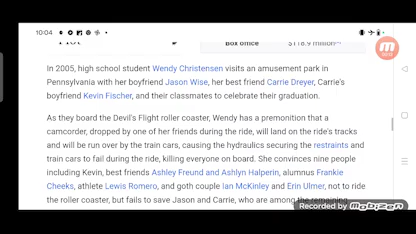 10:04
Box office
$118.9 million
In 2005, high school student Wendy Christensen visits an amusement park in
Pennsylvania with her boyfriend Jason Wise, her best friend Carrie Dreyer, Carrie's
boyfriend Kevin Fischer, and their classmates to celebrate their graduation.
As they board the Devil's Flight roller coaster, Wendy has a premonition that a
camcorder, dropped by one of her friends during the ride, will land on the ride's tracks
and will be run over by the train cars, causing the hydraulics securing the restraints and
train cars to fail during the ride, killing everyone on board. She convinces nine people
including Kevin, best friends Ashley Freund and Ashlyn Halperin, alumnus Frankie
Cheeks, athlete Lewis Romero, and goth couple Ian McKinley and Erin Ulmer, not to ride
the roller coaster, but fails to save Jason and Carrie, who are among the remaining
Recorded by
MOBIZEN